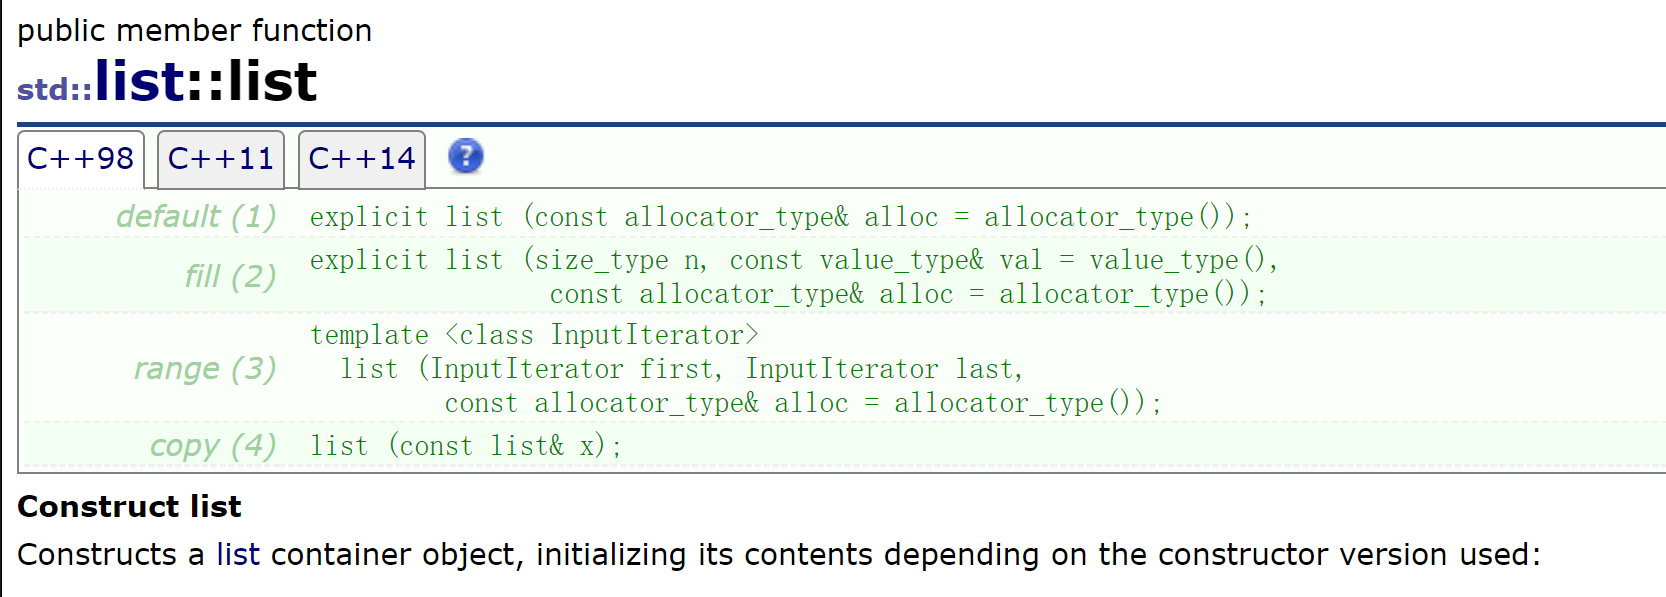 public member function
std::list::list
C++98 C++11 C++14 ?
default (1) explicit list (const allocator_type& alloc = allocator_type());
fill (2) explicit list (size_type n, const value_type& val = value_type(),
const allocator_type& alloc = allocator_type());
template <class InputIterator>
range (3) list (InputIterator first, InputIterator last,
const allocator_type& alloc = allocator_type());
copy (4) list (const list& x);
Construct list
Constructs a list container object, initializing its contents depending on the constructor version used: